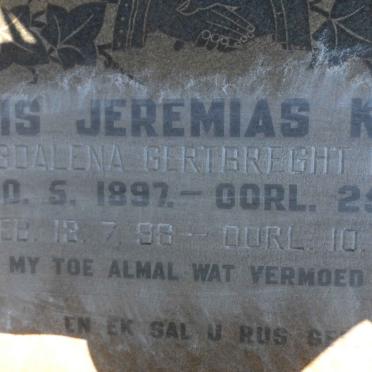 IS JEREMIAS K
GDALENA GERTBREGHT
0. 5. 1897.— OORL. 2
EB. 18. 7. 98 — OORL. 10.
MY TOE ALMAL WAT VERMOED
EN EK SAL U RUS GE